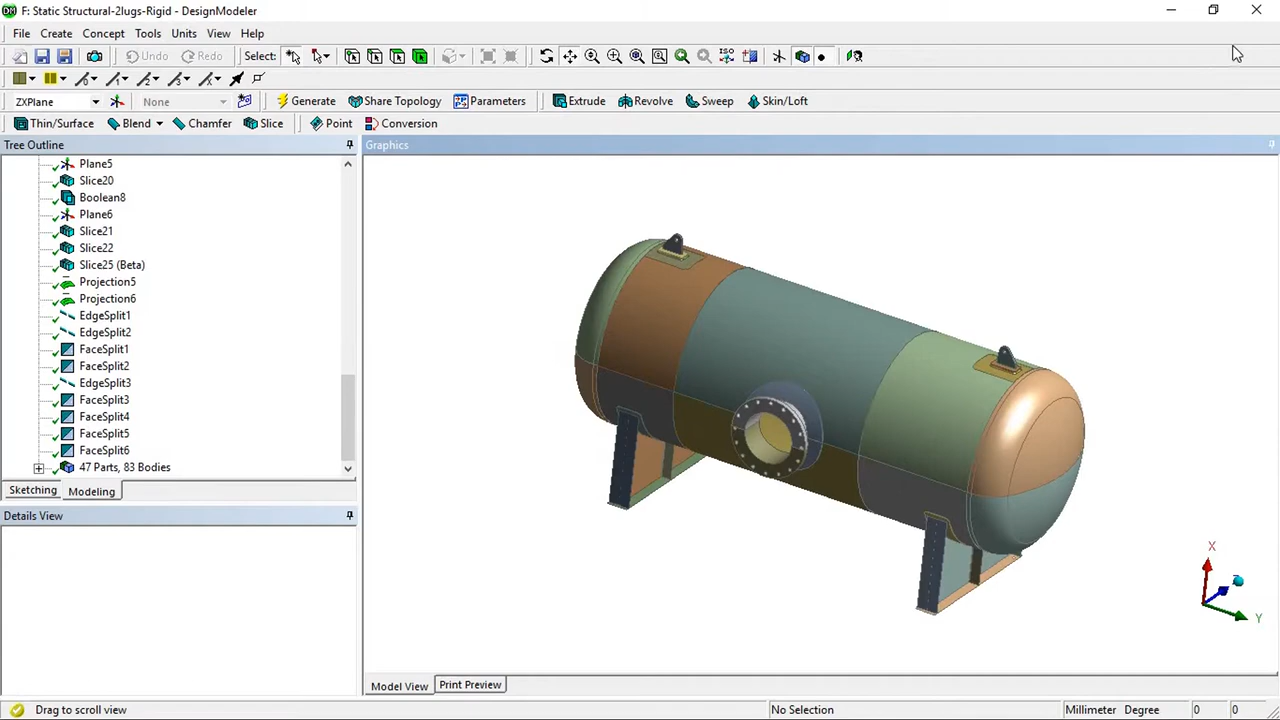 F: Static Structural-2lugs-Rigid - DesignModeler
File Create Concept Tools Units View Help
Undo Redo Select:
ZXPlane None Generate Share Topology Parameters Extrude Revolve Sweep Skin/Loft
Thin/Surface Blend Chamfer Slice Point Conversion
Tree Outline
Graphics
Plane5
Slice20
Boolean8
Plane6
Slice21
Slice22
Slice25 (Beta)
Projection5
Projection6
EdgeSplit1
EdgeSplit2
FaceSplit1
FaceSplit2
EdgeSplit3
FaceSplit3
FaceSplit4
FaceSplit5
FaceSplit6
47 Parts, 83 Bodies
Sketching Modeling
Details View
X
Y
Model View Print Preview
Drag to scroll view No Selection Millimeter Degree 0 0